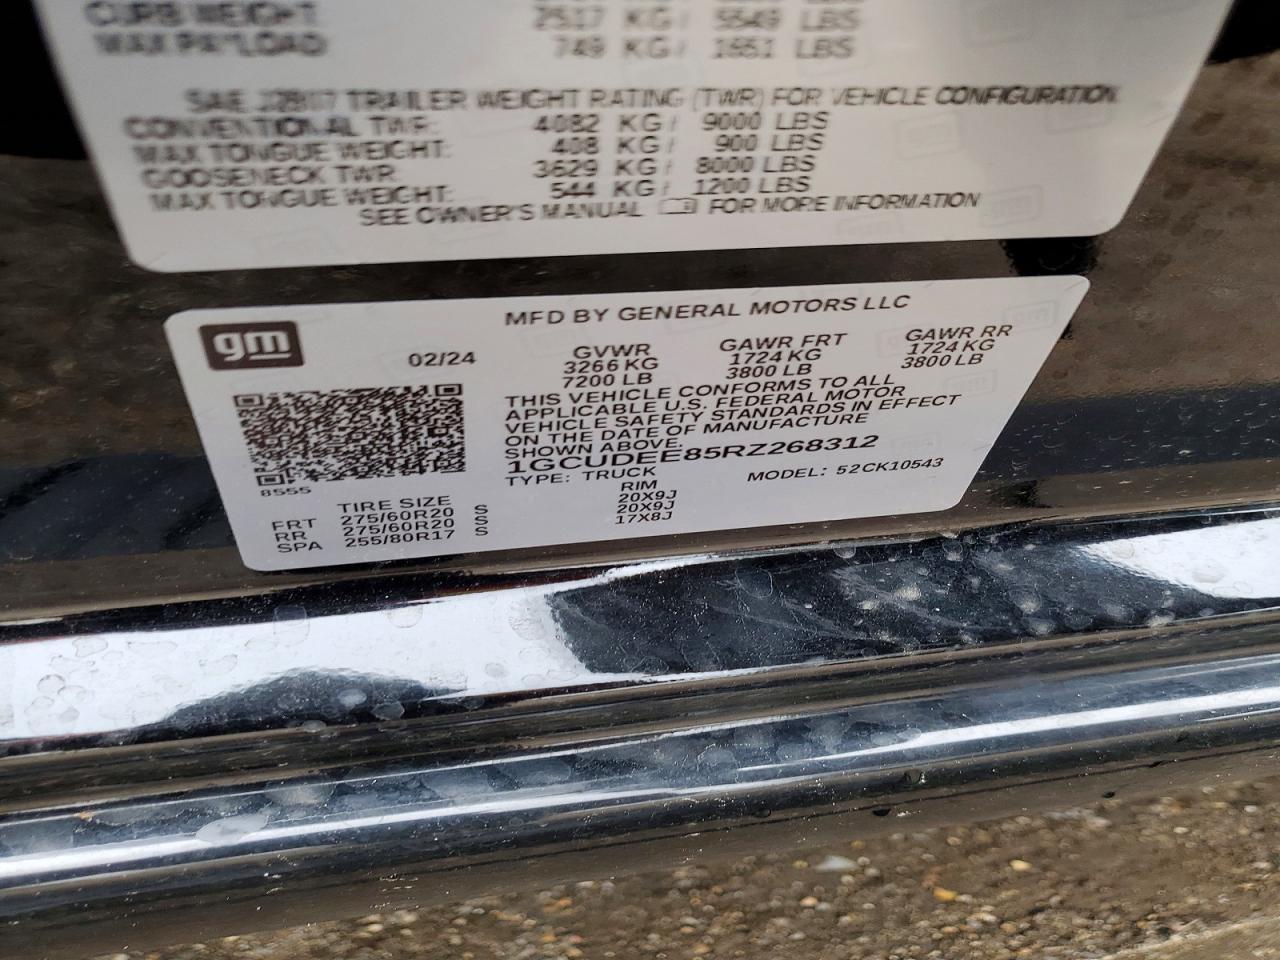 CURB WEIGHT 2517 KG / 5549 LBS
MAX PAYLOAD 749 KG / 1651 LBS
SAE J2807 TRAILER WEIGHT RATING (TWR) FOR VEHICLE CONFIGURATION
CONVENTIONAL TWR: 4082 KG / 9000 LBS
MAX TONGUE WEIGHT: 408 KG / 900 LBS
GOOSENECK TWR 3629 KG / 8000 LBS
MAX TONGUE WEIGHT: 544 KG / 1200 LBS
SEE OWNER'S MANUAL FOR MORE INFORMATION
gm
MFD BY GENERAL MOTORS LLC
02/24 GVWR GAWR FRT GAWR RR
3266 KG 1724 KG 1724 KG
7200 LB 3800 LB 3800 LB
THIS VEHICLE CONFORMS TO ALL
APPLICABLE U.S. FEDERAL MOTOR
VEHICLE SAFETY STANDARDS IN EFFECT
ON THE DATE OF MANUFACTURE
SHOWN ABOVE.
1GCUDEE85RZ268312
TYPE: TRUCK MODEL: 52CK10543
8555
TIRE SIZE RIM
FRT 275/60R20 S 20X9J
RR 275/60R20 S 20X9J
SPA 255/80R17 S 17X8J